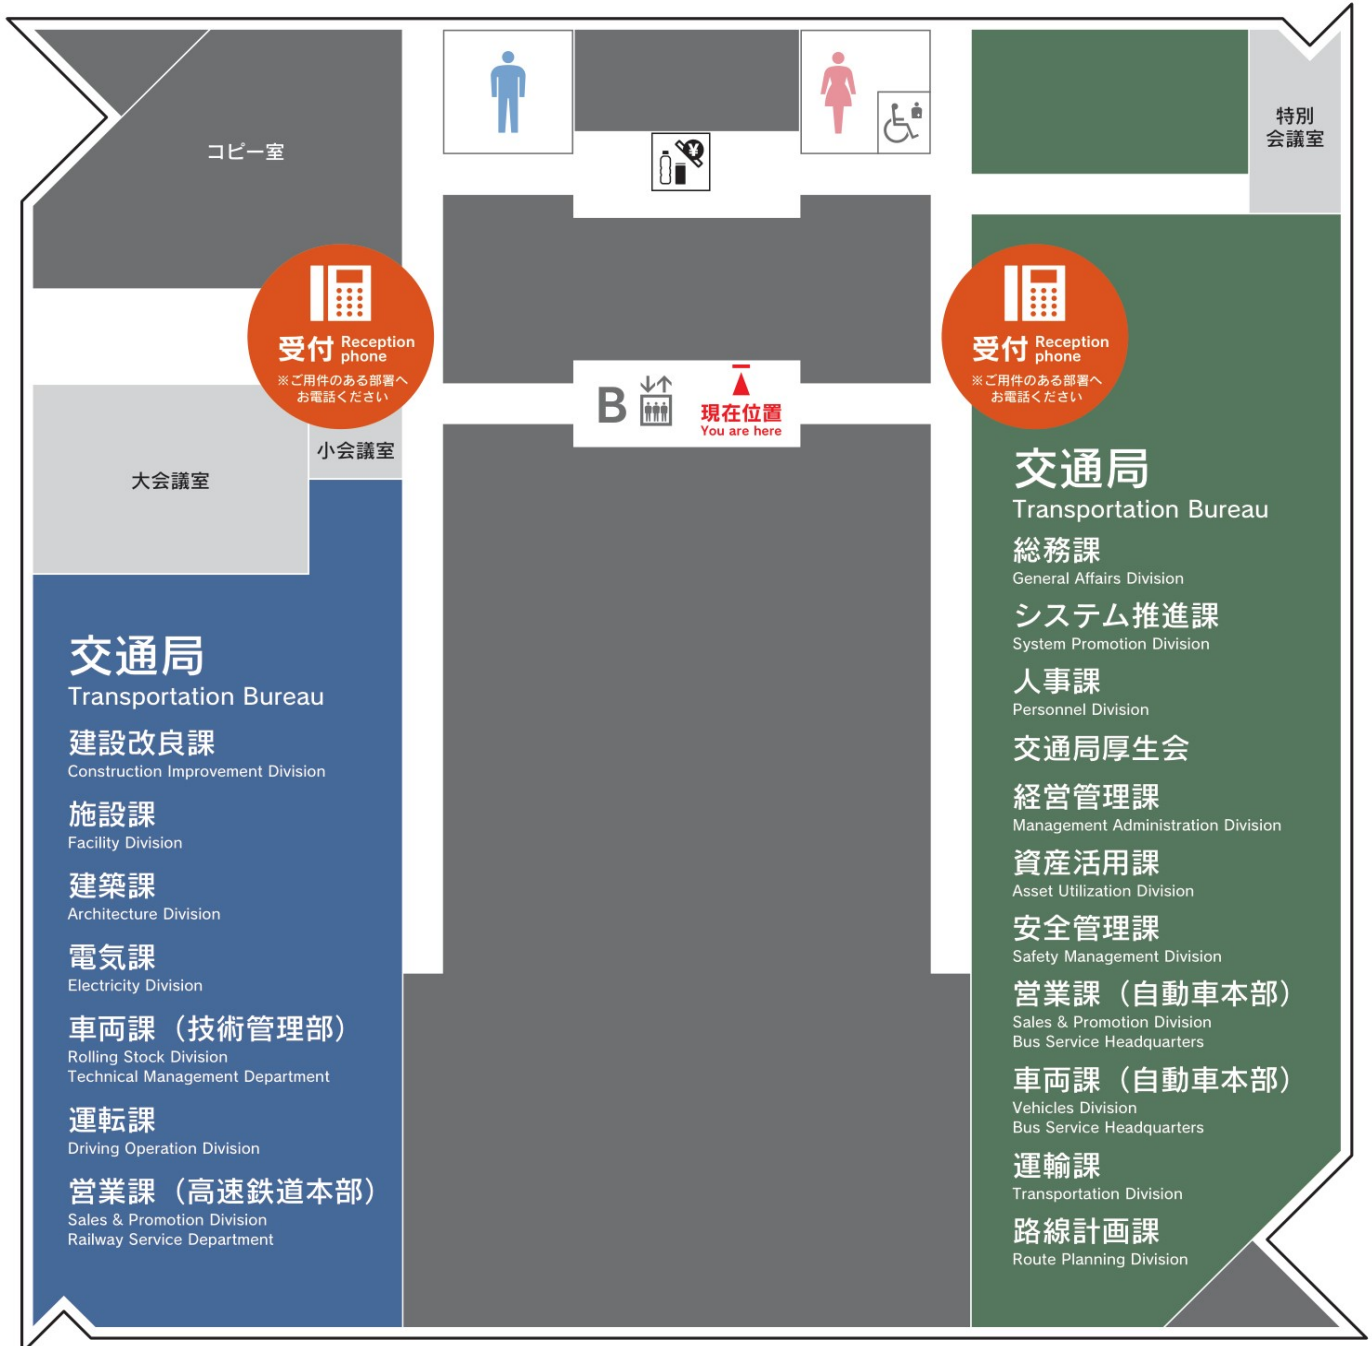 コピー室
¥
特別
会議室
受付 Reception
phone
※ご用件のある部署へ
お電話ください
受付 Reception
phone
※ご用件のある部署へ
お電話ください
B
現在位置
You are here
小会議室
大会議室
交通局
Transportation Bureau
建設改良課
Construction Improvement Division
施設課
Facility Division
建築課
Architecture Division
電気課
Electricity Division
車両課（技術管理部）
Rolling Stock Division
Technical Management Department
運転課
Driving Operation Division
営業課（高速鉄道本部）
Sales & Promotion Division
Railway Service Department
交通局
Transportation Bureau
総務課
General Affairs Division
システム推進課
System Promotion Division
人事課
Personnel Division
交通局厚生会
経営管理課
Management Administration Division
資産活用課
Asset Utilization Division
安全管理課
Safety Management Division
営業課（自動車本部）
Sales & Promotion Division
Bus Service Headquarters
車両課（自動車本部）
Vehicles Division
Bus Service Headquarters
運輸課
Transportation Division
路線計画課
Route Planning Division